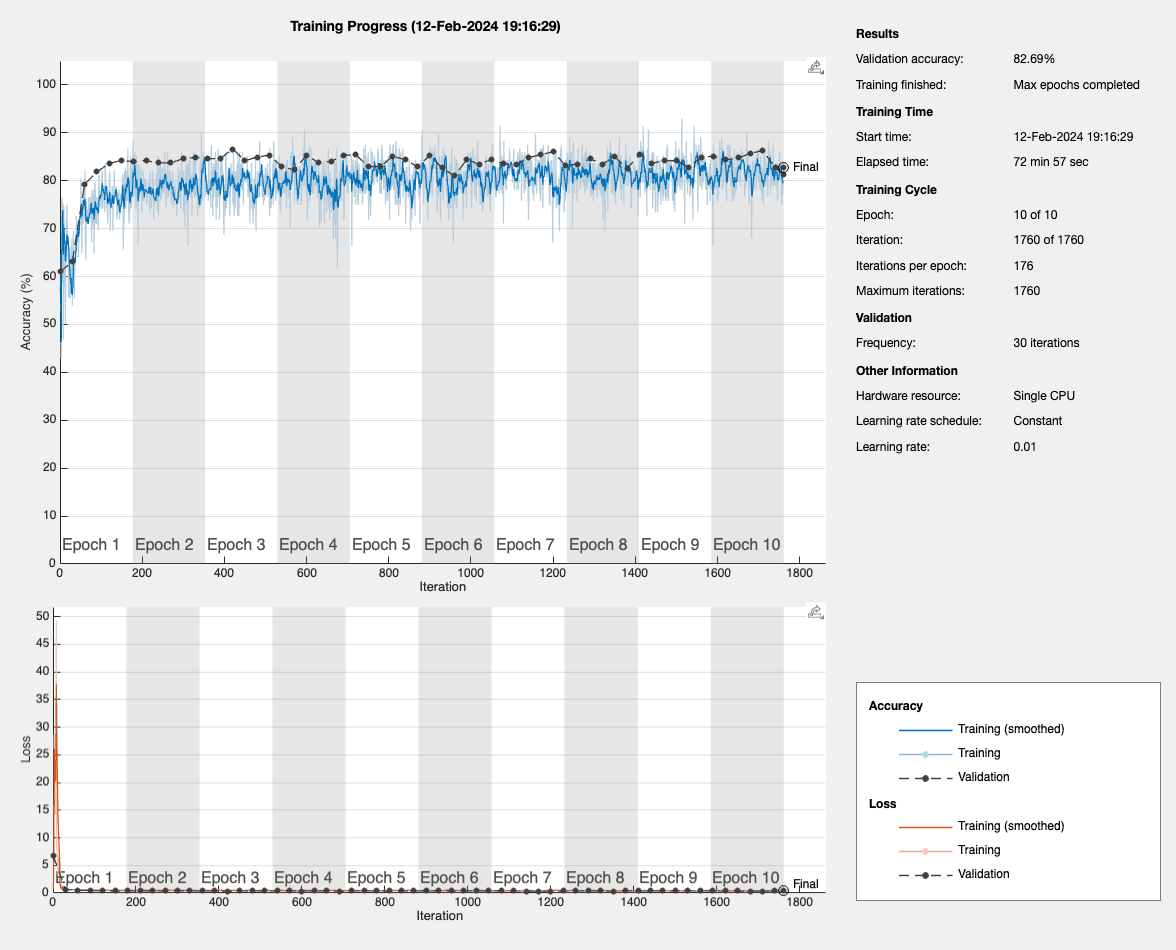 Training Progress (12-Feb-2024 19:16:29)
100
90
80
70
60
50
40
30
20
10
0
Accuracy (%)
Final
Epoch 1 Epoch 2 Epoch 3 Epoch 4 Epoch 5 Epoch 6 Epoch 7 Epoch 8 Epoch 9 Epoch 10
0 200 400 600 800 1000 1200 1400 1600 1800
Iteration
50
45
40
35
30
25
20
15
10
5
0
Loss
Epoch 1 Epoch 2 Epoch 3 Epoch 4 Epoch 5 Epoch 6 Epoch 7 Epoch 8 Epoch 9 Epoch 10
Final
0 200 400 600 800 1000 1200 1400 1600 1800
Iteration
Results
Validation accuracy: 82.69%
Training finished: Max epochs completed
Training Time
Start time: 12-Feb-2024 19:16:29
Elapsed time: 72 min 57 sec
Training Cycle
Epoch: 10 of 10
Iteration: 1760 of 1760
Iterations per epoch: 176
Maximum iterations: 1760
Validation
Frequency: 30 iterations
Other Information
Hardware resource: Single CPU
Learning rate schedule: Constant
Learning rate: 0.01
Accuracy
Training (smoothed)
Training
Validation
Loss
Training (smoothed)
Training
Validation